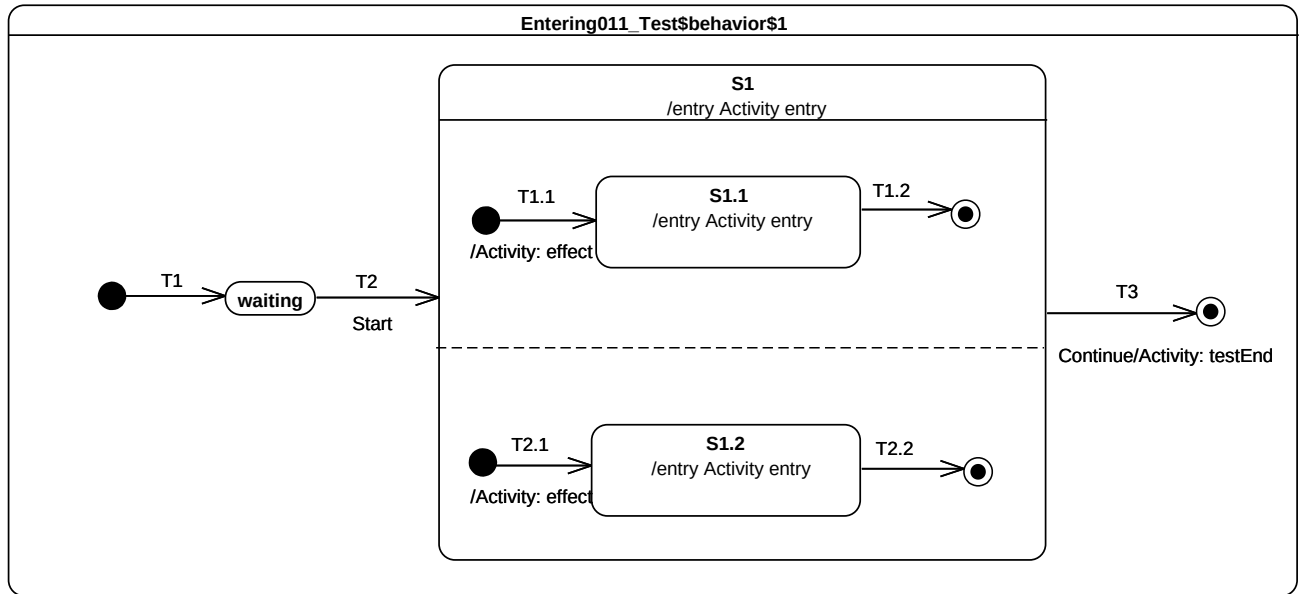 Entering011_Test$behavior$1
S1
/entry Activity entry
T1.1
S1.1
/entry Activity entry
T1.2
/Activity: effect
T1
waiting
T2
Start
T3
Continue/Activity: testEnd
T2.1
S1.2
/entry Activity entry
T2.2
/Activity: effect